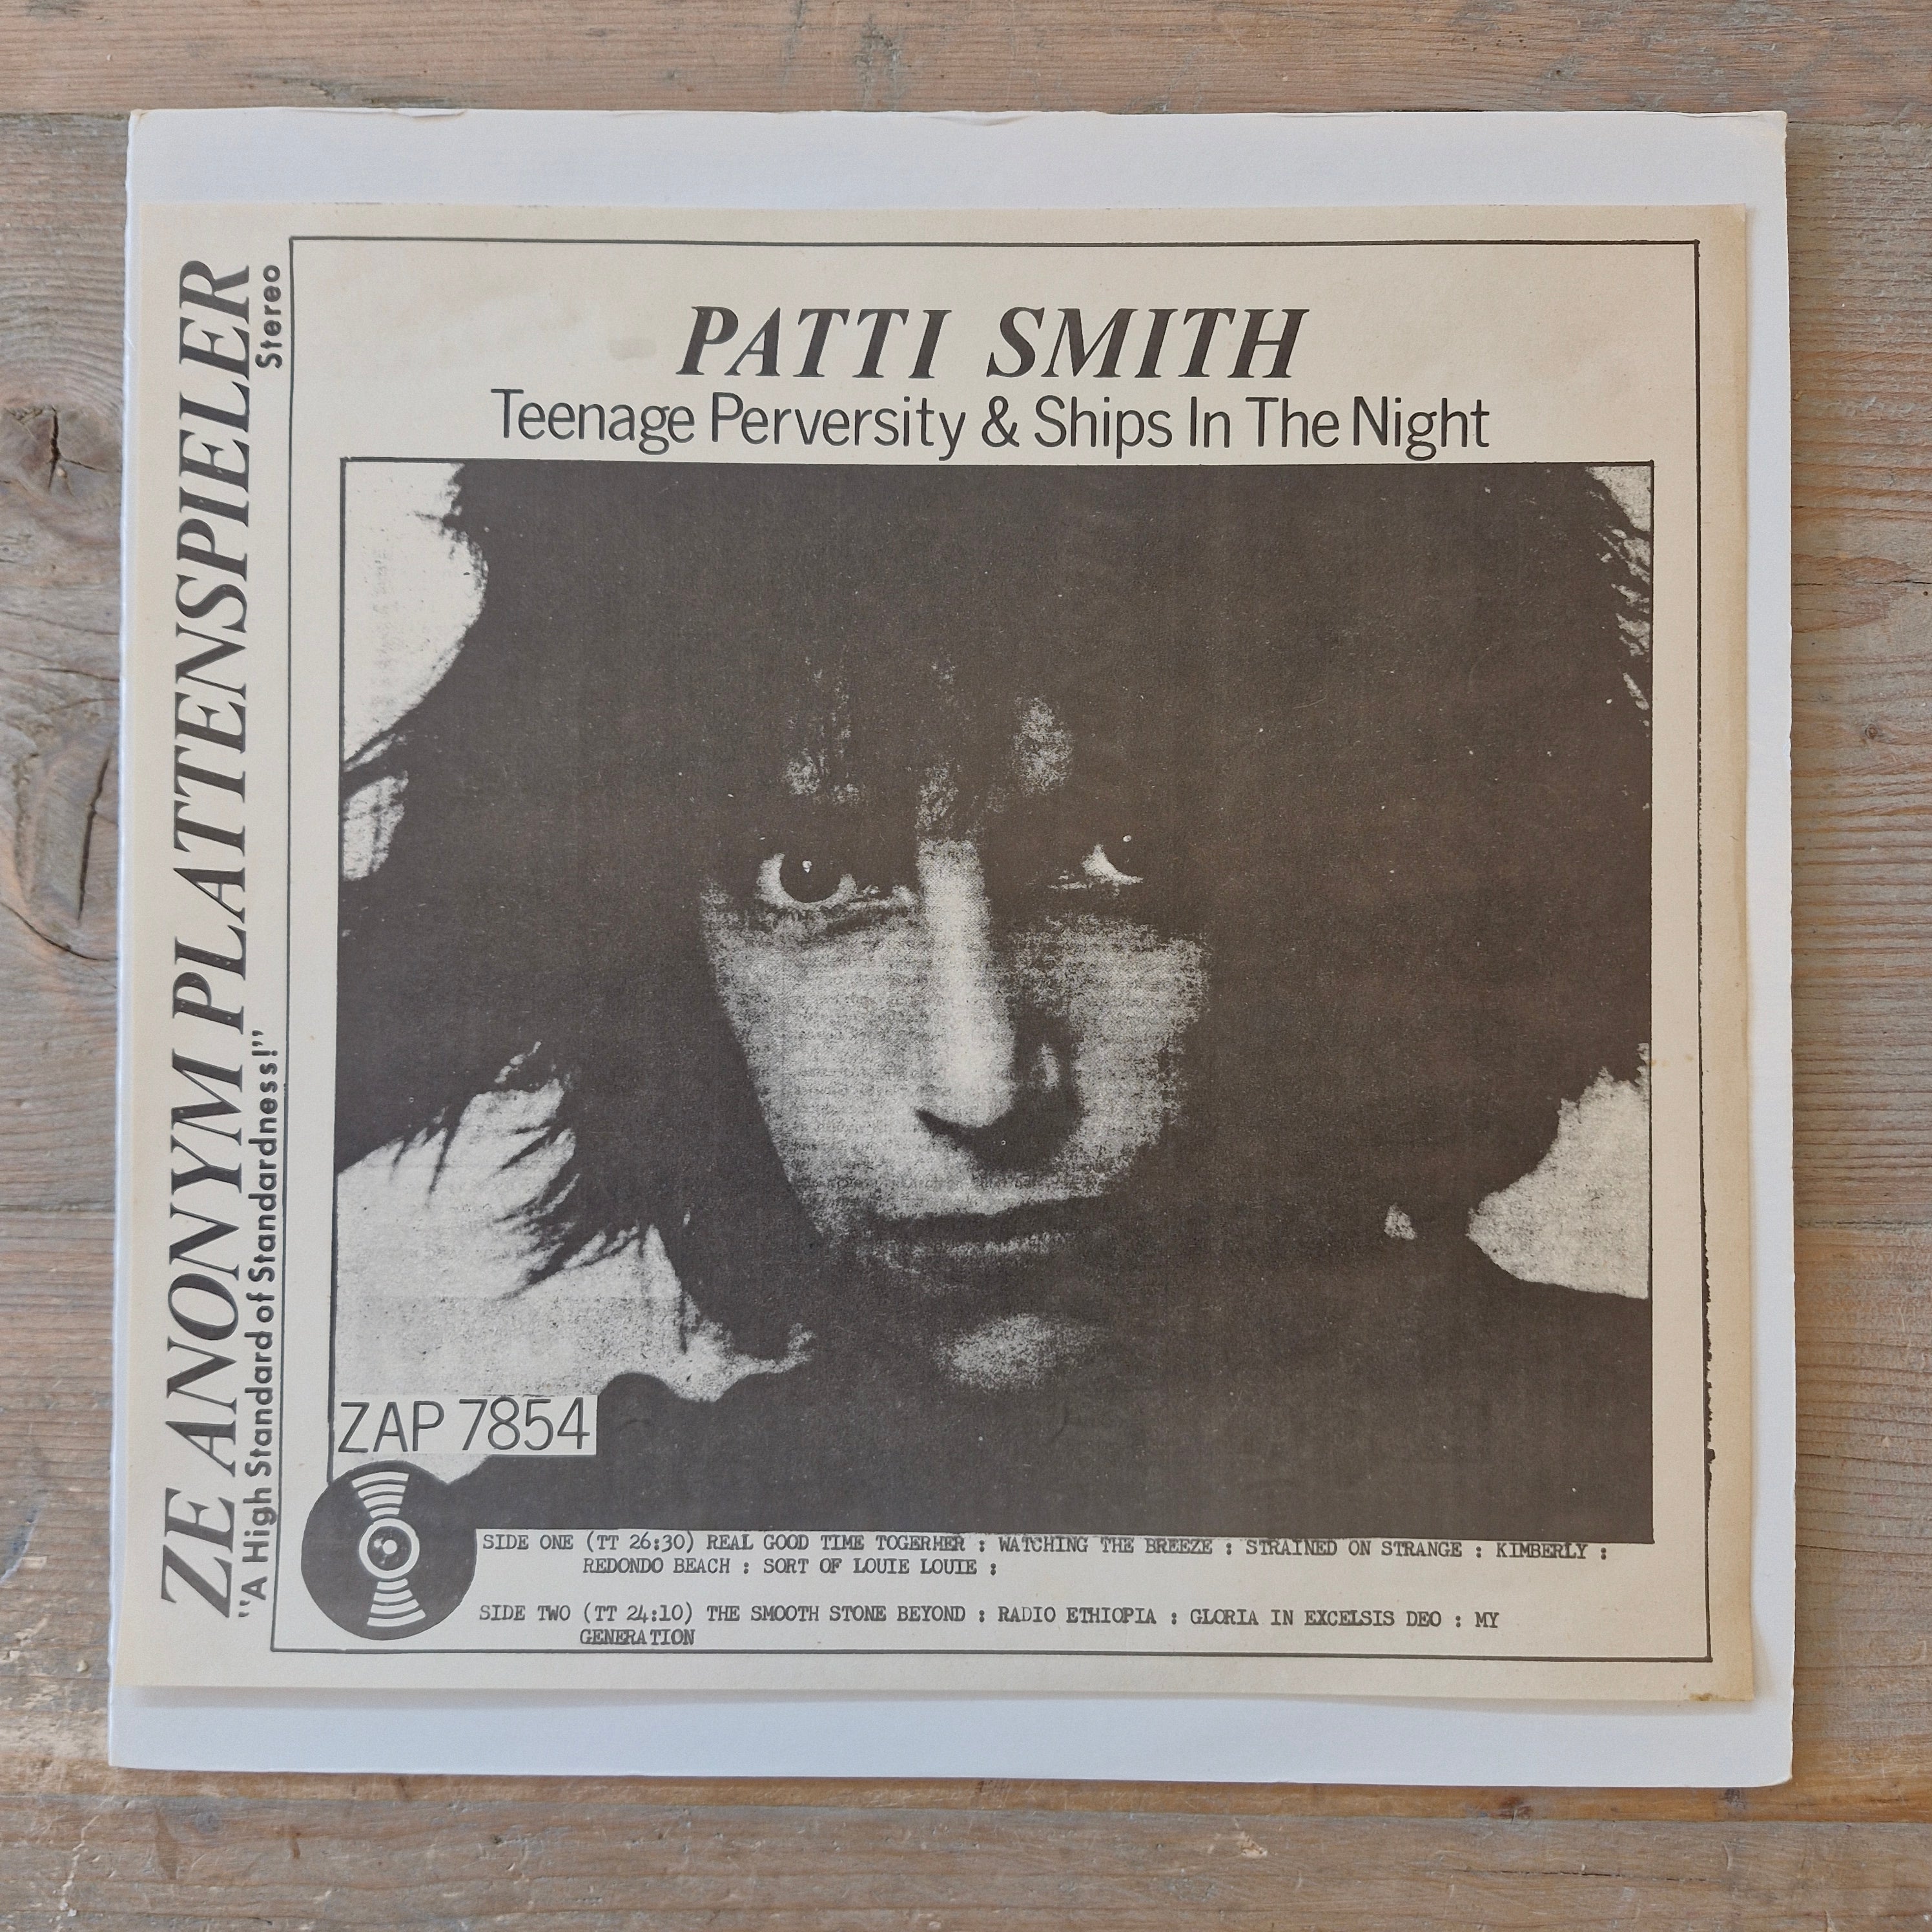 ZE ANONYM PLATTENSPIELER
"A High Standard of Standardness!"
Stereo
PATTI SMITH
Teenage Perversity & Ships In The Night
ZAP 7854
SIDE ONE (TT 26:30) REAL GOOD TIME TOGERHER : WATCHING THE BREEZE : STRAINED ON STRANGE : KIMBERLY :
REDONDO BEACH : SORT OF LOUIE LOUIE :
SIDE TWO (TT 24:10) THE SMOOTH STONE BEYOND : RADIO ETHIOPIA : GLORIA IN EXCELSIS DEO : MY
GENERATION